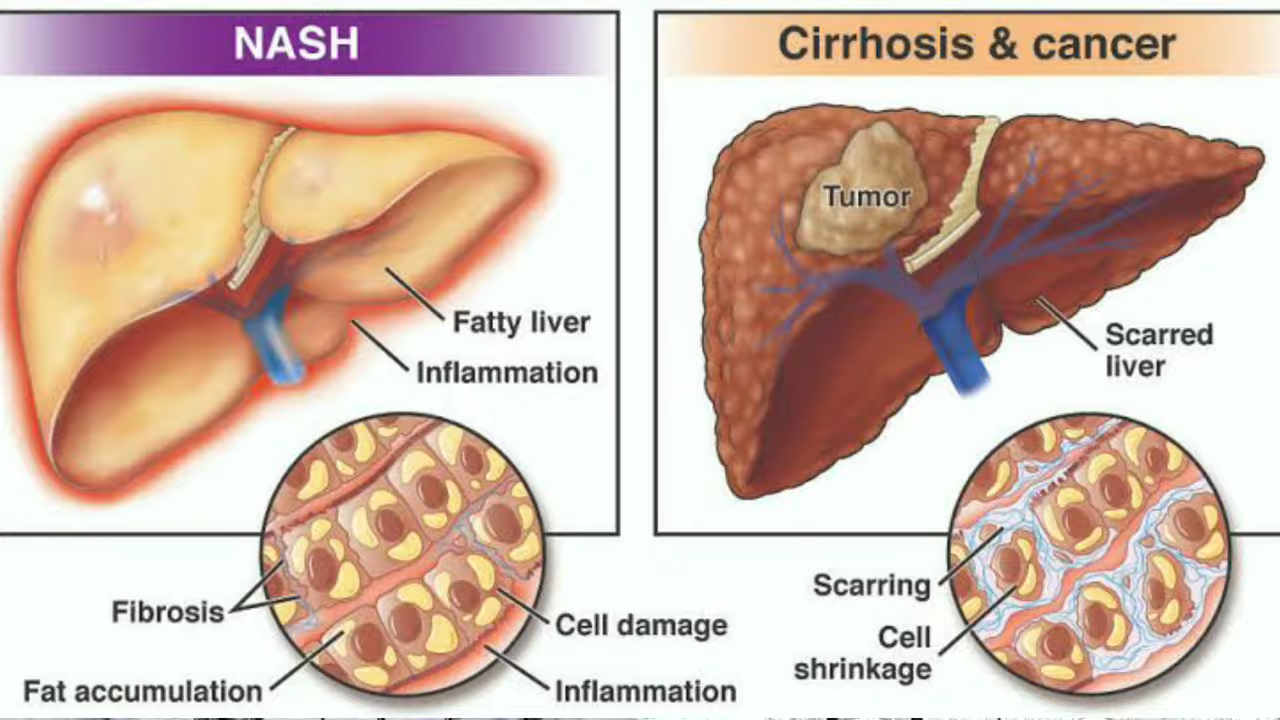 NASH
Fatty liver
Inflammation
Fibrosis
Fat accumulation
Cell damage
Inflammation
Cirrhosis & cancer
Tumor
Scarred
liver
Scarring
Cell
shrinkage